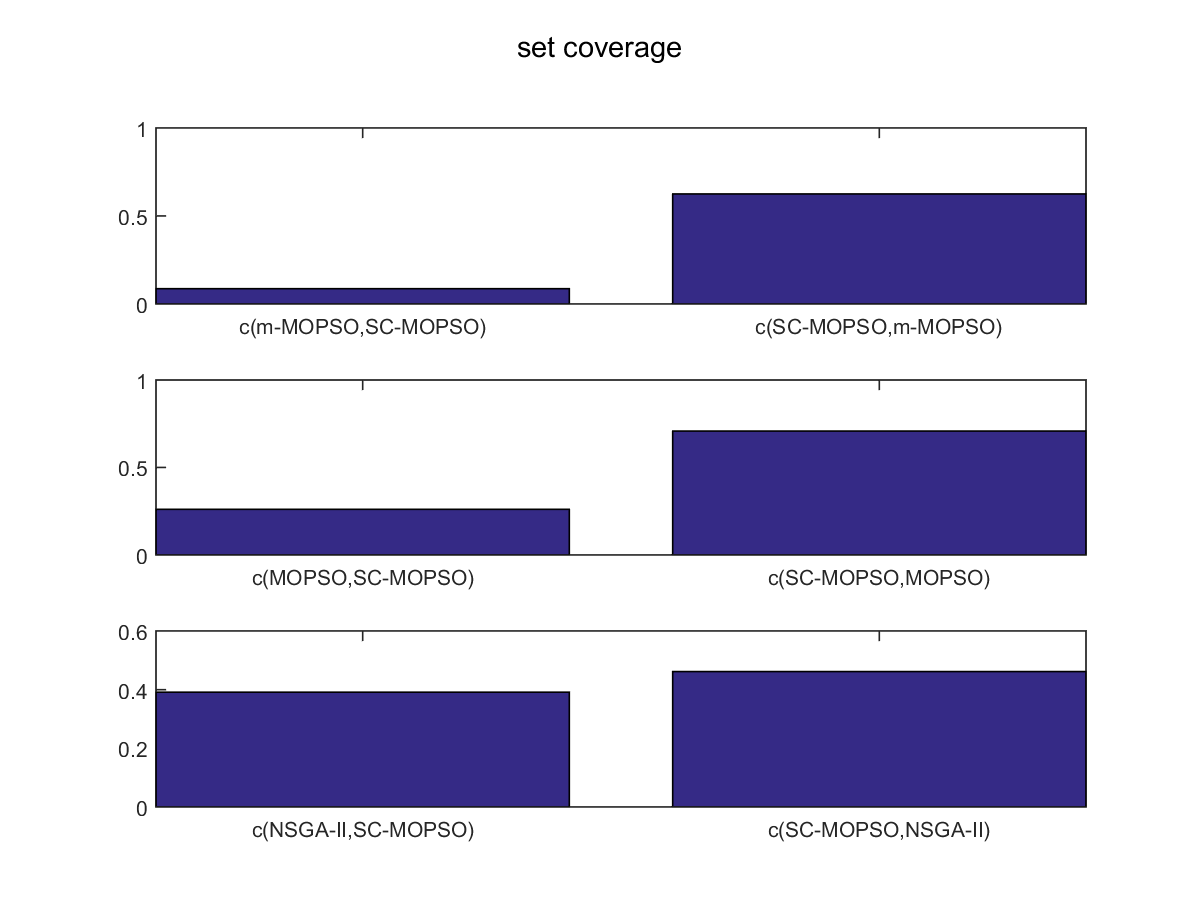 set coverage
1
0.5
0
c(m-MOPSO,SC-MOPSO) c(SC-MOPSO,m-MOPSO)
1
0.5
0
c(MOPSO,SC-MOPSO) c(SC-MOPSO,MOPSO)
0.6
0.4
0.2
0
c(NSGA-II,SC-MOPSO) c(SC-MOPSO,NSGA-II)